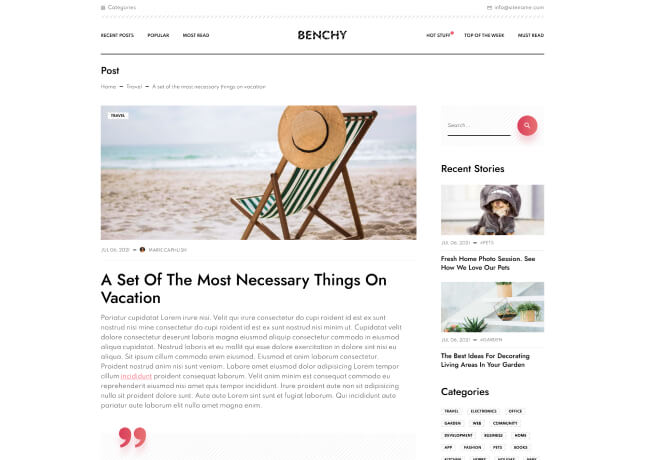 Categories
info@sitename.com
RECENT POSTS
POPULAR
MOST READ
BENCHY
HOT STUFF
TOP OF THE WEEK
MUST READ
Post
Home — Travel — A set of the most necessary things on vacation
TRAVEL
Search...
JUL 06, 2021 — MARK CAPHLISH
A Set Of The Most Necessary Things On
Vacation
Pariatur cupidatat Lorem irure nisi. Velit qui irure consectetur do cupi roident id est ex sunt
nostrud nisi mine consectetur do cupi roident id est ex sunt nostrud nisi minim ut. Cupidatat velit
dolore consectetur deserunt laboris magna eiusmod aliquip consectetur commodo in eiusmod
aliqua cupidatat. Nostrud laboris et eu mollit qui esse dolore exercitation in dolore sint nisi eu
aliqua. Sit ipsum cillum commodo enim eiusmod. Eiusmod et anim laborum consectetur.
Proident nostrud anim nisi sunt veniam. Labore amet eiusmod dolor adipisicing Lorem tempor
cillum incididunt proident consequat laborum. Velit anim minim est consequat commodo eu
reprehenderit eiusmod nisi amet quis tempor incididunt. Irure proident aute non sit adipisicing
nulla sit proident dolore sunt. Aute aute Lorem sint sunt et fugiat laborum. Qui incididunt aute
pariatur aute laborum elit nulla amet magna enim.
Recent Stories
JUL 06, 2021 — #PETS
Fresh Home Photo Session. See
How We Love Our Pets
JUL 06, 2021 — #GARDEN
The Best Ideas For Decorating
Living Areas In Your Garden
Categories
TRAVEL ELECTRONICS OFFICE
GARDEN WEB COMMUNITY
DEVELOPMENT BUSINESS HOME
APP FASHION PETS BOOKS